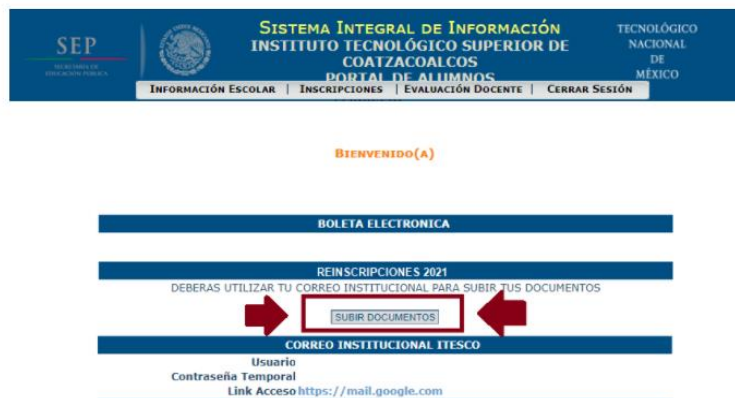 SEP
SECRETARÍA DE
EDUCACIÓN PÚBLICA
SISTEMA INTEGRAL DE INFORMACIÓN
INSTITUTO TECNOLÓGICO SUPERIOR DE
COATZACOALCOS
PORTAL DE ALUMNOS
TECNOLÓGICO
NACIONAL
DE
MÉXICO
INFORMACIÓN ESCOLAR | INSCRIPCIONES | EVALUACIÓN DOCENTE | CERRAR SESIÓN
BIENVENIDO(A)
BOLETA ELECTRONICA
REINSCRIPCIONES 2021
DEBERAS UTILIZAR TU CORREO INSTITUCIONAL PARA SUBIR TUS DOCUMENTOS
SUBIR DOCUMENTOS
CORREO INSTITUCIONAL ITESCO
Usuario
Contraseña Temporal
Link Acceso https://mail.google.com